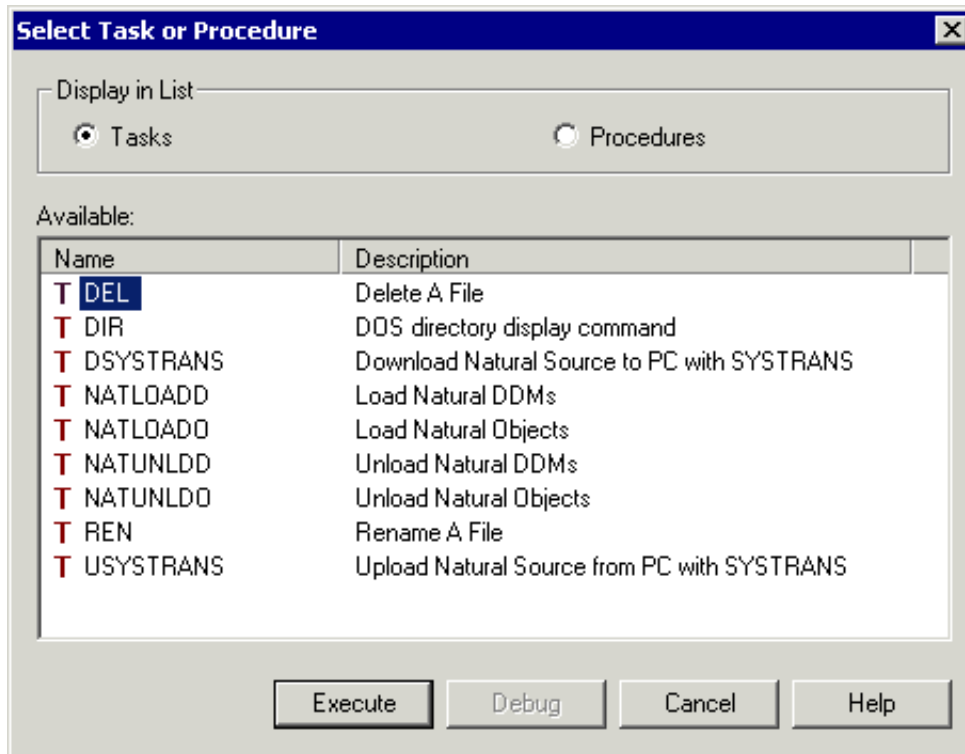 Select Task or Procedure
Display in List
Tasks Procedures
Available:
Name Description
T DEL Delete A File
T DIR DOS directory display command
T DSYSTRANS Download Natural Source to PC with SYSTRANS
T NATLOADD Load Natural DDMs
T NATLOADO Load Natural Objects
T NATUNLDD Unload Natural DDMs
T NATUNLDO Unload Natural Objects
T REN Rename A File
T USYSTRANS Upload Natural Source from PC with SYSTRANS
Execute Debug Cancel Help